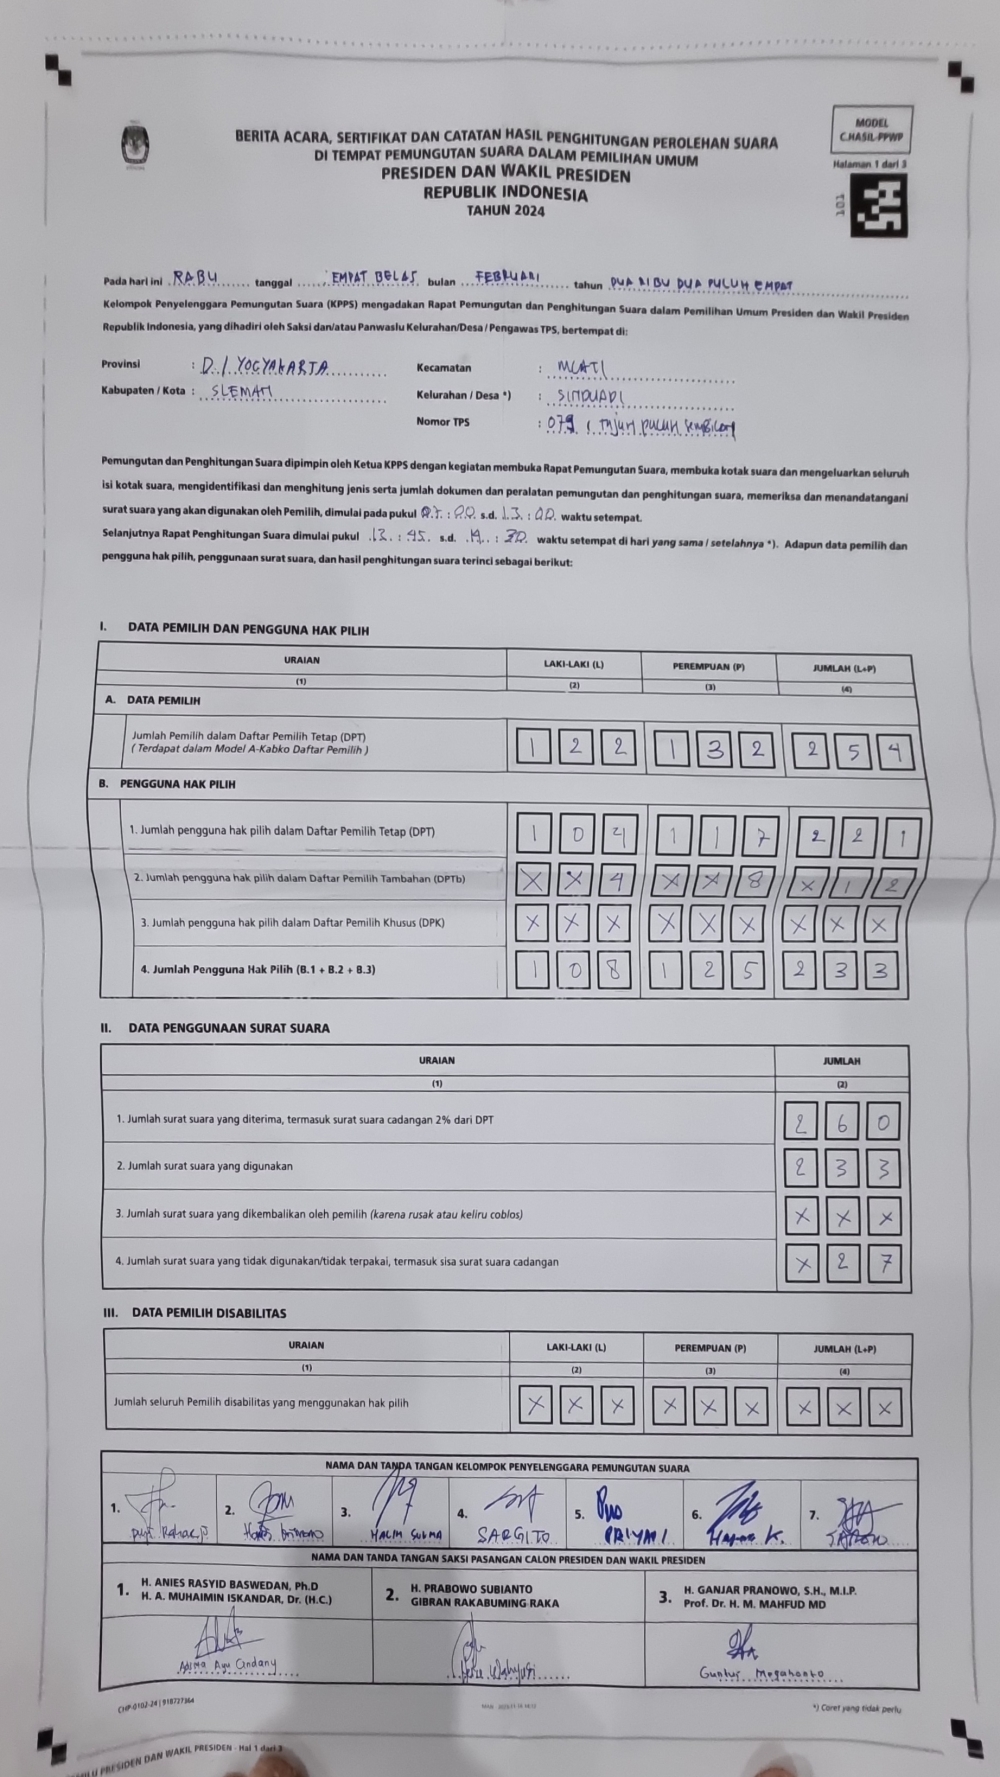 MODEL
C.HASIL-PPWP
Halaman 1 dari 3
101
BERITA ACARA, SERTIFIKAT DAN CATATAN HASIL PENGHITUNGAN PEROLEHAN SUARA
DI TEMPAT PEMUNGUTAN SUARA DALAM PEMILIHAN UMUM
PRESIDEN DAN WAKIL PRESIDEN
REPUBLIK INDONESIA
TAHUN 2024
Pada hari ini RABU tanggal EMPAT BELAS bulan FEBRUARI tahun DUA RIBU DUA PULUH EMPAT
Kelompok Penyelenggara Pemungutan Suara (KPPS) mengadakan Rapat Pemungutan dan Penghitungan Suara dalam Pemilihan Umum Presiden dan Wakil Presiden
Republik Indonesia, yang dihadiri oleh Saksi dan/atau Panwaslu Kelurahan/Desa / Pengawas TPS, bertempat di:
Provinsi : D.I YOGYAKARTA Kecamatan : MLATI
Kabupaten / Kota : SLEMAN Kelurahan / Desa *) : SINDUADI
Nomor TPS : 079
Pemungutan dan Penghitungan Suara dipimpin oleh Ketua KPPS dengan kegiatan membuka Rapat Pemungutan Suara, membuka kotak suara dan mengeluarkan seluruh
isi kotak suara, mengidentifikasi dan menghitung jenis serta jumlah dokumen dan peralatan pemungutan dan penghitungan suara, memeriksa dan menandatangani
surat suara yang akan digunakan oleh Pemilih, dimulai pada pukul 07 : 00 s.d. 13 : 00 waktu setempat.
Selanjutnya Rapat Penghitungan Suara dimulai pukul 13 : 45 s.d. 19 : 30 waktu setempat di hari yang sama / setelahnya *). Adapun data pemilih dan
pengguna hak pilih, penggunaan surat suara, dan hasil penghitungan suara terinci sebagai berikut:
I. DATA PEMILIH DAN PENGGUNA HAK PILIH
URAIAN LAKI-LAKI (L) PEREMPUAN (P) JUMLAH (L+P)
(1) (2) (3) (4)
A. DATA PEMILIH
Jumlah Pemilih dalam Daftar Pemilih Tetap (DPT) 1 2 2 1 3 2 2 5 4
( Terdapat dalam Model A-Kabko Daftar Pemilih )
B. PENGGUNA HAK PILIH
1. Jumlah pengguna hak pilih dalam Daftar Pemilih Tetap (DPT) 1 0 4 1 1 7 2 2 1
2. Jumlah pengguna hak pilih dalam Daftar Pemilih Tambahan (DPTb) X X 4 X X 8 X 1 2
3. Jumlah pengguna hak pilih dalam Daftar Pemilih Khusus (DPK) X X X X X X X X X
4. Jumlah Pengguna Hak Pilih (B.1 + B.2 + B.3) 1 0 8 1 2 5 2 3 3
II. DATA PENGGUNAAN SURAT SUARA
URAIAN JUMLAH
(1) (2)
1. Jumlah surat suara yang diterima, termasuk surat suara cadangan 2% dari DPT 2 6 0
2. Jumlah surat suara yang digunakan 2 3 3
3. Jumlah surat suara yang dikembalikan oleh pemilih (karena rusak atau keliru coblos) X X X
4. Jumlah surat suara yang tidak digunakan/tidak terpakai, termasuk sisa surat suara cadangan X 2 7
III. DATA PEMILIH DISABILITAS
URAIAN LAKI-LAKI (L) PEREMPUAN (P) JUMLAH (L+P)
(1) (2) (3) (4)
Jumlah seluruh Pemilih disabilitas yang menggunakan hak pilih X X X X X X X X X
NAMA DAN TANDA TANGAN KELOMPOK PENYELENGGARA PEMUNGUTAN SUARA
1. 2. 3. 4. 5. 6. 7.
HALIM SARGITO PRIYMI K.
NAMA DAN TANDA TANGAN SAKSI PASANGAN CALON PRESIDEN DAN WAKIL PRESIDEN
1. H. ANIES RASYID BASWEDAN, Ph.D
H. A. MUHAIMIN ISKANDAR, Dr. (H.C.)
2. H. PRABOWO SUBIANTO
GIBRAN RAKABUMING RAKA
3. H. GANJAR PRANOWO, S.H., M.I.P.
Prof. Dr. H. M. MAHFUD MD
Ayu Cindany Guntur Megahanto
CHP-0102-24 | 918727364
*) Coret yang tidak perlu
PRESIDEN DAN WAKIL PRESIDEN - Hal 1 dari 3